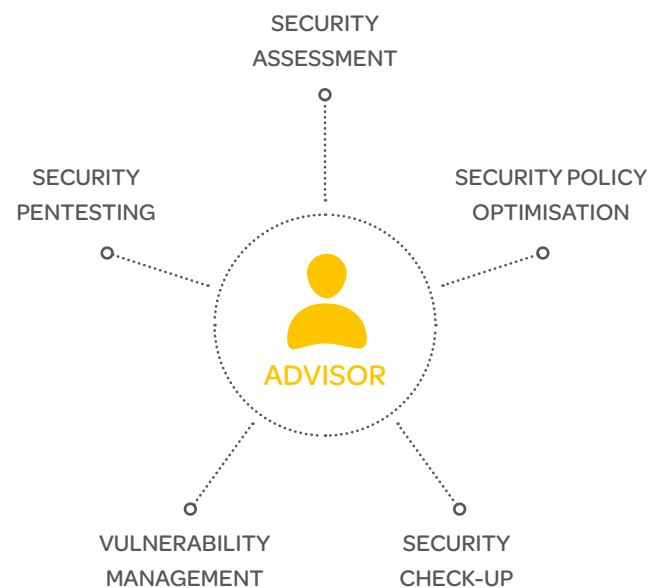 SECURITY
ASSESSMENT
SECURITY
PENTESTING
SECURITY POLICY
OPTIMISATION
ADVISOR
VULNERABILITY
MANAGEMENT
SECURITY
CHECK-UP